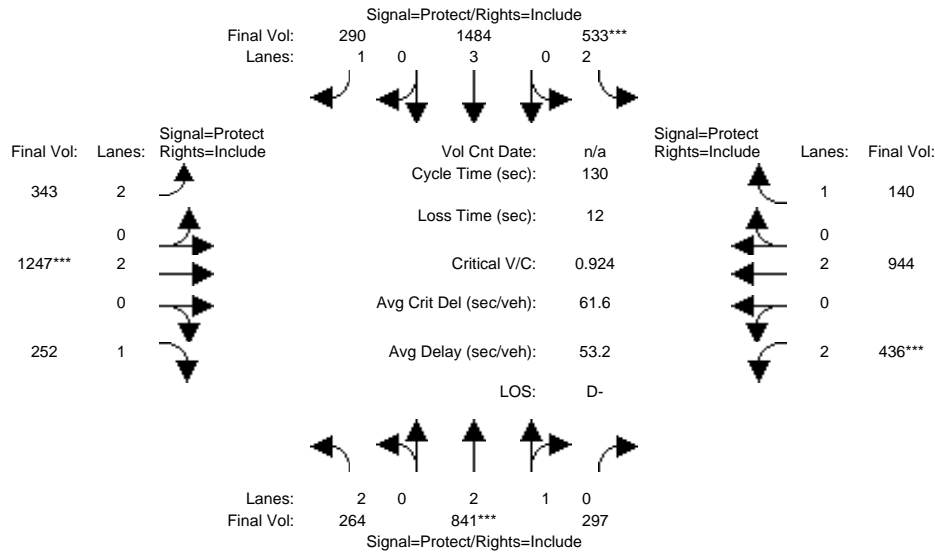 Signal=Protect/Rights=Include
Final Vol: 290 1484 533***
Lanes: 1 0 3 0 2
Signal=Protect
Final Vol: Lanes: Rights=Include
Vol Cnt Date: n/a
Signal=Protect
Rights=Include Lanes: Final Vol:
Cycle Time (sec): 130
343 2
1 140
Loss Time (sec): 12
0
0
1247*** 2
Critical V/C: 0.924
2 944
0
Avg Crit Del (sec/veh): 61.6
0
252 1
Avg Delay (sec/veh): 53.2
2 436***
LOS: D-
Lanes: 2 0 2 1 0
Final Vol: 264 841*** 297
Signal=Protect/Rights=Include